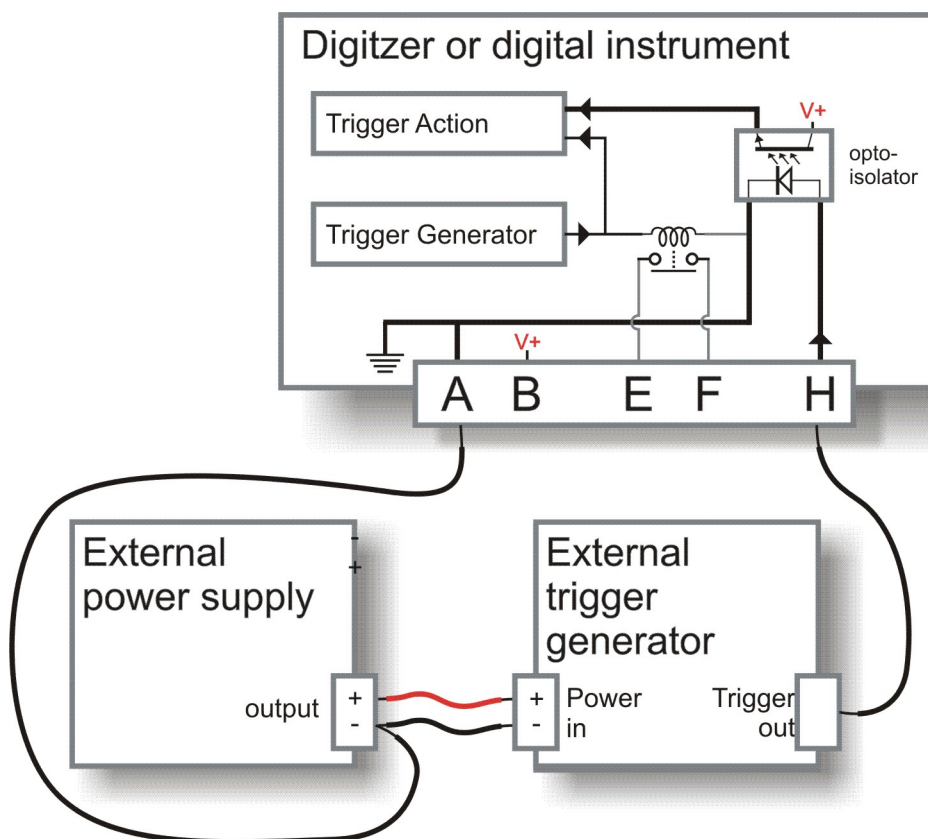 Digitzer or digital instrument
Trigger Action
V+
opto-
isolator
Trigger Generator
V+
A B E F H
External
power supply
-
+
output
+
-
External
trigger
generator
+
-
Power
in
Trigger
out